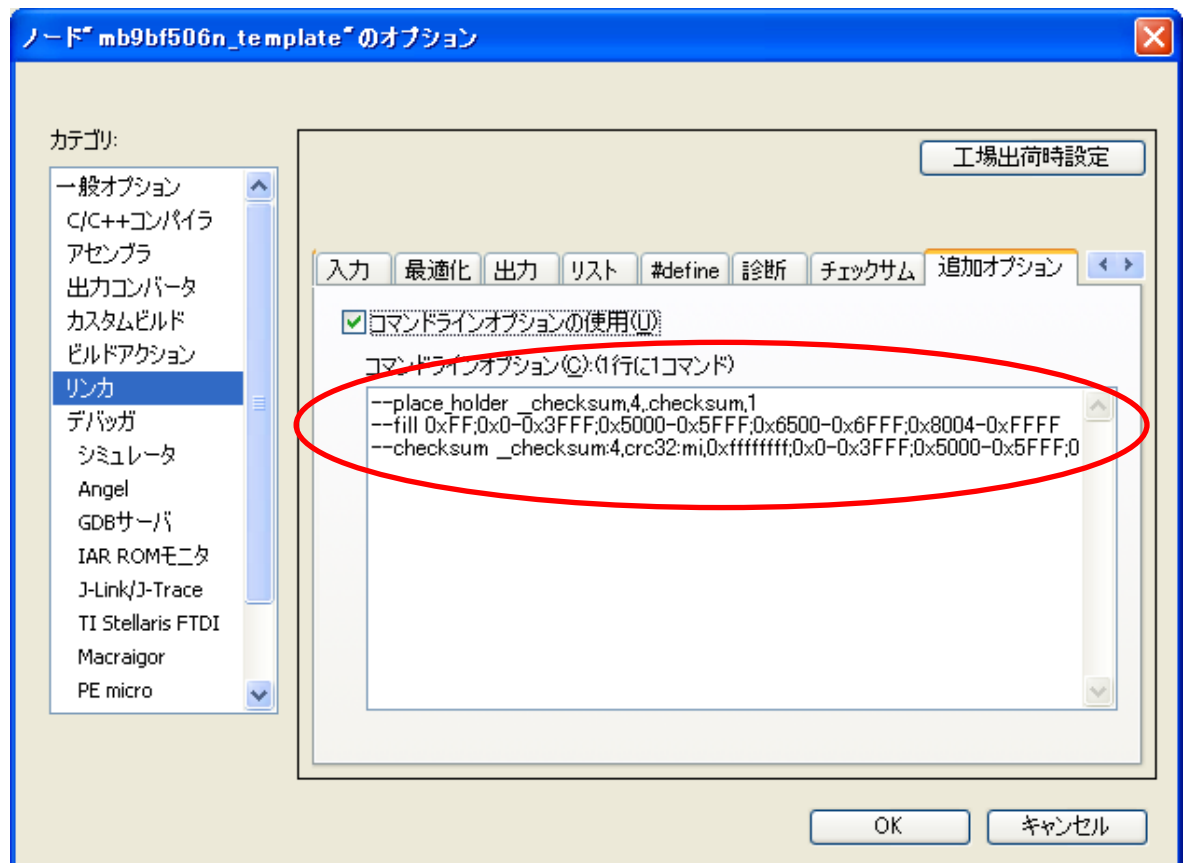 ノード"mb9bf506n_template"のオプション
カテゴリ:
一般オプション
C/C++コンパイラ
アセンブラ
出力コンバータ
カスタムビルド
ビルドアクション
リンカ
デバッガ
シミュレータ
Angel
GDBサーバ
IAR ROMモニタ
J-Link/J-Trace
TI Stellaris FTDI
Macraigor
PE micro
工場出荷時設定
入力 最適化 出力 リスト #define 診断 チェックサム 追加オプション
コマンドラインオプションの使用(U)
コマンドラインオプション(C):(1行に1コマンド)
--place_holder __checksum,4,.checksum,1
--fill 0xFF;0x0-0x3FFF;0x5000-0x5FFF;0x6500-0x6FFF;0x8004-0xFFFF
--checksum __checksum:4,crc32:mi,0xffffffff;0x0-0x3FFF;0x5000-0x5FFF;0
OK キャンセル